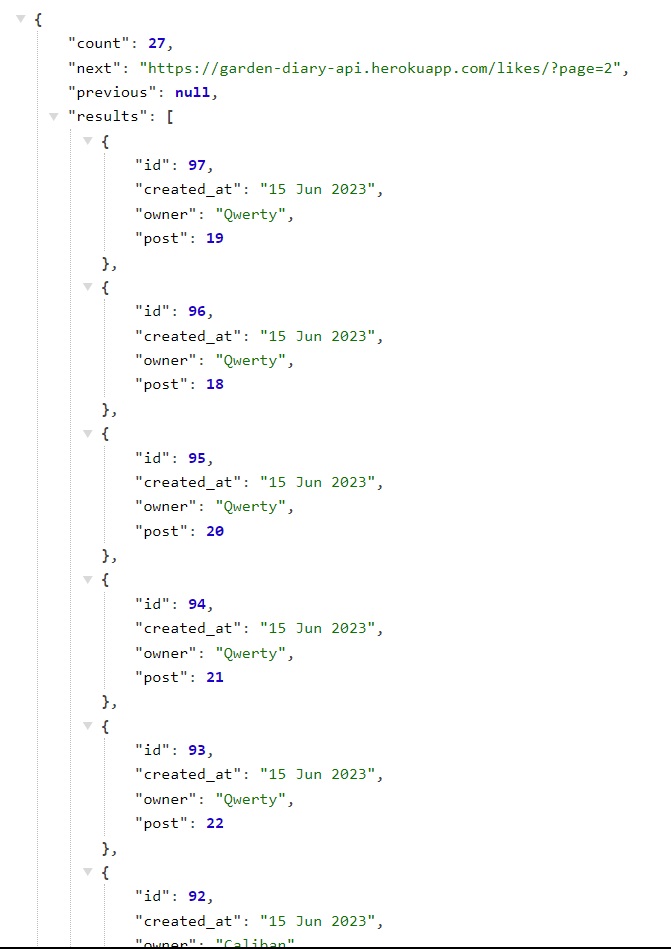 {
"count": 27,
"next": "https://garden-diary-api.herokuapp.com/likes/?page=2",
"previous": null,
"results": [
{
"id": 97,
"created_at": "15 Jun 2023",
"owner": "Qwerty",
"post": 19
},
{
"id": 96,
"created_at": "15 Jun 2023",
"owner": "Qwerty",
"post": 18
},
{
"id": 95,
"created_at": "15 Jun 2023",
"owner": "Qwerty",
"post": 20
},
{
"id": 94,
"created_at": "15 Jun 2023",
"owner": "Qwerty",
"post": 21
},
{
"id": 93,
"created_at": "15 Jun 2023",
"owner": "Qwerty",
"post": 22
},
{
"id": 92,
"created_at": "15 Jun 2023",
"owner": "Caliban"